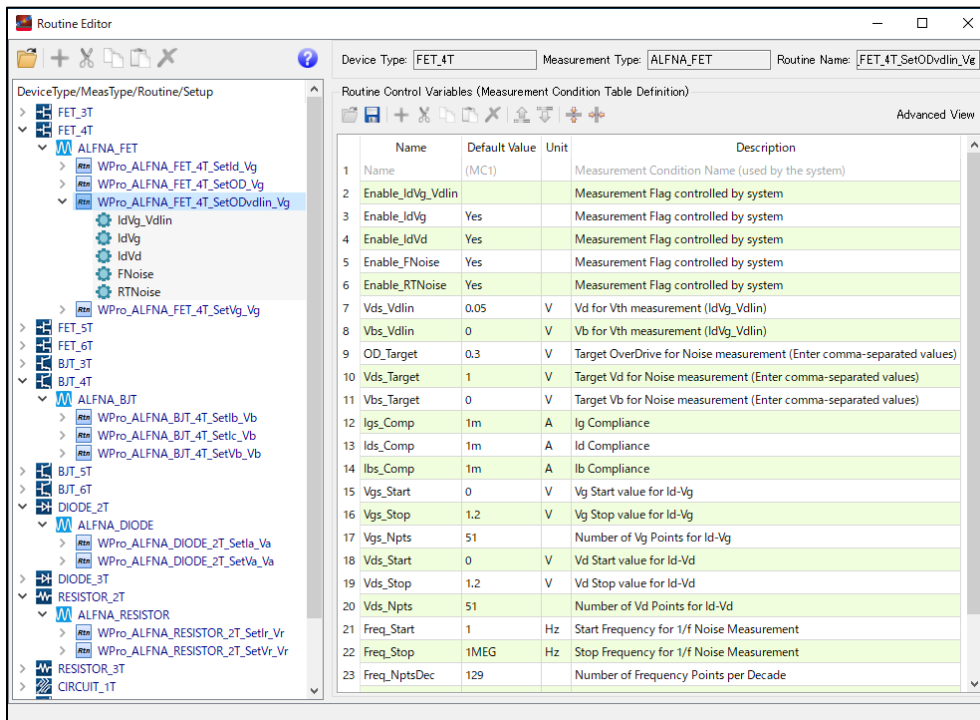 Routine Editor
Device Type: FET_4T Measurement Type: ALFNA_FET Routine Name: FET_4T_SetODvdlin_Vg
DeviceType/MeasType/Routine/Setup
FET_3T
FET_4T
ALFNA_FET
Rtn WPro_ALFNA_FET_4T_SetId_Vg
Rtn WPro_ALFNA_FET_4T_SetOD_Vg
Rtn WPro_ALFNA_FET_4T_SetODvdlin_Vg
IdVg_Vdlin
IdVg
IdVd
FNoise
RTNoise
Rtn WPro_ALFNA_FET_4T_SetVg_Vg
FET_5T
FET_6T
BJT_3T
BJT_4T
ALFNA_BJT
Rtn WPro_ALFNA_BJT_4T_SetIb_Vb
Rtn WPro_ALFNA_BJT_4T_SetIc_Vb
Rtn WPro_ALFNA_BJT_4T_SetVb_Vb
BJT_5T
BJT_6T
DIODE_2T
ALFNA_DIODE
Rtn WPro_ALFNA_DIODE_2T_SetIa_Va
Rtn WPro_ALFNA_DIODE_2T_SetVa_Va
DIODE_3T
RESISTOR_2T
ALFNA_RESISTOR
Rtn WPro_ALFNA_RESISTOR_2T_SetIr_Vr
Rtn WPro_ALFNA_RESISTOR_2T_SetVr_Vr
RESISTOR_3T
CIRCUIT_1T
Routine Control Variables (Measurement Condition Table Definition)
Advanced View
Name Default Value Unit Description
1 Name (MC1) Measurement Condition Name (used by the system)
2 Enable_IdVg_Vdlin Measurement Flag controlled by system
3 Enable_IdVg Yes Measurement Flag controlled by system
4 Enable_IdVd Yes Measurement Flag controlled by system
5 Enable_FNoise Yes Measurement Flag controlled by system
6 Enable_RTNoise Yes Measurement Flag controlled by system
7 Vds_Vdlin 0.05 V Vd for Vth measurement (IdVg_Vdlin)
8 Vbs_Vdlin 0 V Vb for Vth measurement (IdVg_Vdlin)
9 OD_Target 0.3 V Target OverDrive for Noise measurement (Enter comma-separated values)
10 Vds_Target 1 V Target Vd for Noise measurement (Enter comma-separated values)
11 Vbs_Target 0 V Target Vb for Noise measurement (Enter comma-separated values)
12 Igs_Comp 1m A Ig Compliance
13 Ids_Comp 1m A Id Compliance
14 Ibs_Comp 1m A Ib Compliance
15 Vgs_Start 0 V Vg Start value for Id-Vg
16 Vgs_Stop 1.2 V Vg Stop value for Id-Vg
17 Vgs_Npts 51 Number of Vg Points for Id-Vg
18 Vds_Start 0 V Vd Start value for Id-Vd
19 Vds_Stop 1.2 V Vd Stop value for Id-Vd
20 Vds_Npts 51 Number of Vd Points for Id-Vd
21 Freq_Start 1 Hz Start Frequency for 1/f Noise Measurement
22 Freq_Stop 1MEG Hz Stop Frequency for 1/f Noise Measurement
23 Freq_NptsDec 129 Number of Frequency Points per Decade